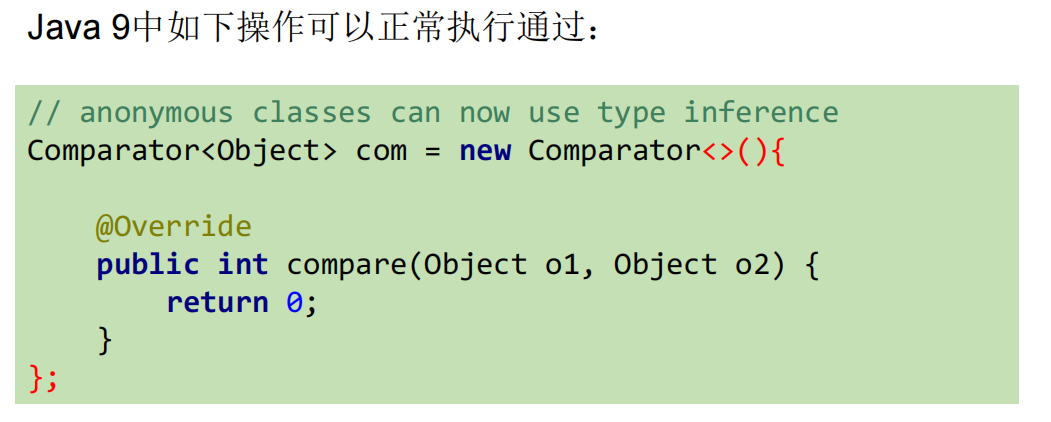 Java 9中如下操作可以正常执行通过：
// anonymous classes can now use type inference
Comparator<Object> com = new Comparator<>(){
@Override
public int compare(Object o1, Object o2) {
return 0;
}
};